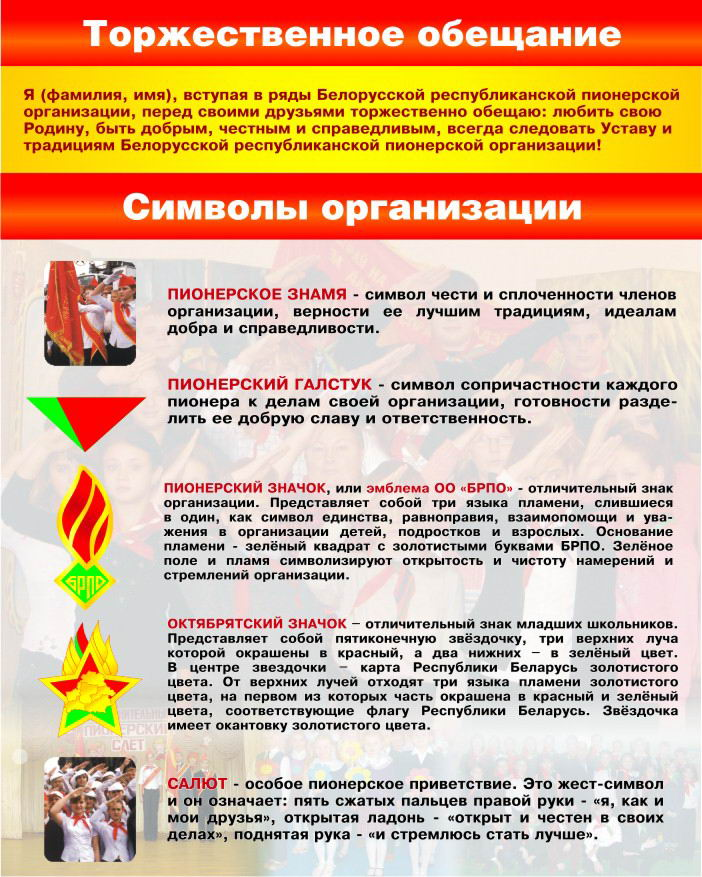 Торжественное обещание
Я (фамилия, имя), вступая в ряды Белорусской республиканской пионерской
организации, перед своими друзьями торжественно обещаю: любить свою
Родину, быть добрым, честным и справедливым, всегда следовать Уставу и
традициям Белорусской республиканской пионерской организации!
Символы организации
ПИОНЕРСКОЕ ЗНАМЯ - символ чести и сплоченности членов
организации, верности ее лучшим традициям, идеалам
добра и справедливости.
ПИОНЕРСКИЙ ГАЛСТУК - символ сопричастности каждого
пионера к делам своей организации, готовности разде-
лить ее добрую славу и ответственность.
ПИОНЕРСКИЙ ЗНАЧОК, или эмблема ОО «БРПО» - отличительный знак
организации. Представляет собой три языка пламени, слившиеся
в один, как символ единства, равноправия, взаимопомощи и ува-
жения в организации детей, подростков и взрослых. Основание
пламени - зелёный квадрат с золотистыми буквами БРПО. Зелёное
поле и пламя символизируют открытость и чистоту намерений и
стремлений организации.
БРПО
ОКТЯБРЯТСКИЙ ЗНАЧОК – отличительный знак младших школьников.
Представляет собой пятиконечную звёздочку, три верхних луча
которой окрашены в красный, а два нижних – в зелёный цвет.
В центре звездочки – карта Республики Беларусь золотистого
цвета. От верхних лучей отходят три языка пламени золотистого
цвета, на первом из которых часть окрашена в красный и зелёный
цвета, соответствующие флагу Республики Беларусь. Звёздочка
имеет окантовку золотистого цвета.
ПИОНЕРСКИЙ
СЛЕТ
САЛЮТ - особое пионерское приветствие. Это жест-символ
и он означает: пять сжатых пальцев правой руки - «я, как и
мои друзья», открытая ладонь - «открыт и честен в своих
делах», поднятая рука - «и стремлюсь стать лучше».